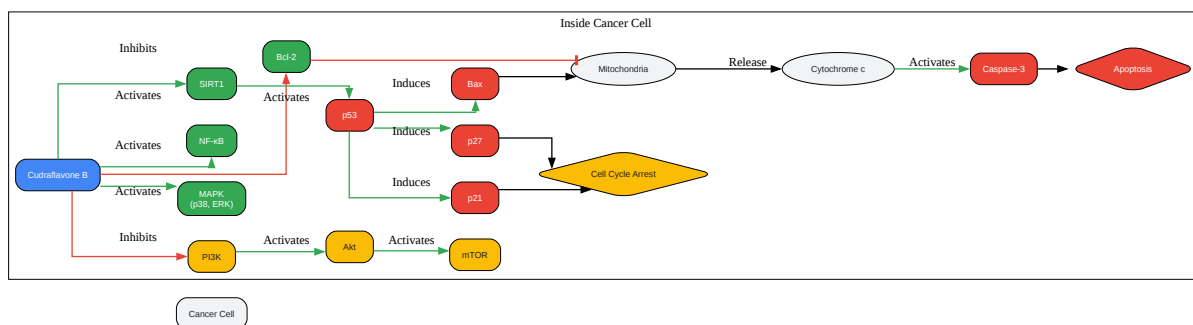 Inside Cancer Cell
Inhibits
Bcl-2
Mitochondria
Release
Cytochrome c
Activates
Caspase-3
Apoptosis
SIRT1
Activates
Activates
Induces
Bax
p53
NF-κB
Activates
Induces
p27
Cudraflavone B
Activates
MAPK
(p38, ERK)
Induces
p21
Cell Cycle Arrest
Inhibits
PI3K
Activates
Akt
Activates
mTOR
Cancer Cell